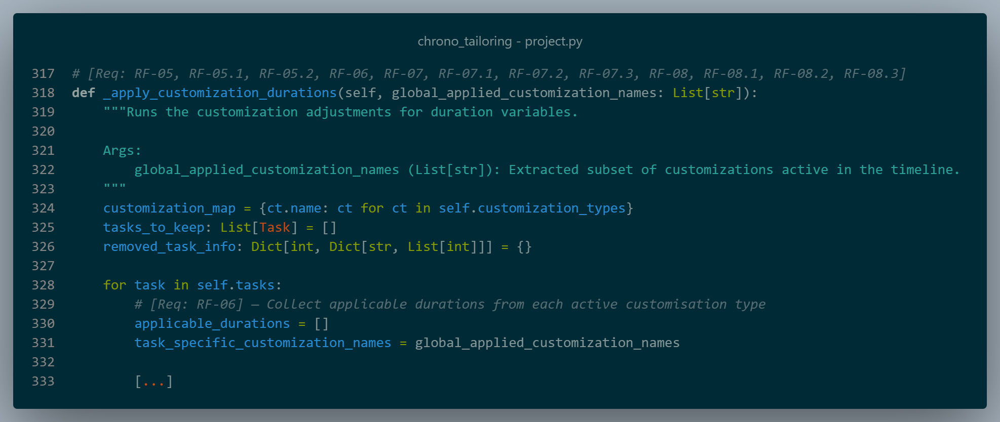 chrono_tailoring - project.py
317 # [Req: RF-05, RF-05.1, RF-05.2, RF-06, RF-07, RF-07.1, RF-07.2, RF-07.3, RF-08, RF-08.1, RF-08.2, RF-08.3]
318 def _apply_customization_durations(self, global_applied_customization_names: List[str]):
319     """Runs the customization adjustments for duration variables.
320
321     Args:
322         global_applied_customization_names (List[str]): Extracted subset of customizations active in the timeline.
323     """
324     customization_map = {ct.name: ct for ct in self.customization_types}
325     tasks_to_keep: List[Task] = []
326     removed_task_info: Dict[int, Dict[str, List[int]]] = {}
327
328     for task in self.tasks:
329         # [Req: RF-06] — Collect applicable durations from each active customisation type
330         applicable_durations = []
331         task_specific_customization_names = global_applied_customization_names
332
333         [...]